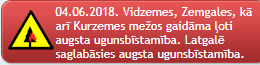 04.06.2018. Vidzemes, Zemgales, kā
arī Kurzemes mežos gaidāma ļoti
augsta ugunsbīstamība. Latgalē
saglabāsies augsta ugunsbīstamība.